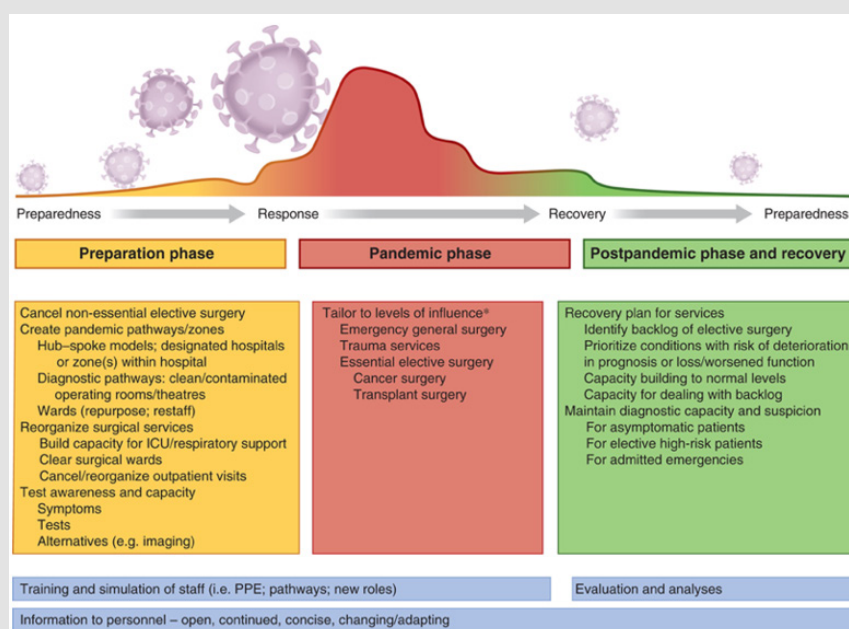 Preparedness
Response
Recovery
Preparedness
Preparation phase
Pandemic phase
Postpandemic phase and recovery
Cancel non-essential elective surgery
Create pandemic pathways/zones
Hub–spoke models; designated hospitals
or zone(s) within hospital
Diagnostic pathways: clean/contaminated
operating rooms/theatres
Wards (repurpose; restaff)
Reorganize surgical services
Build capacity for ICU/respiratory support
Clear surgical wards
Cancel/reorganize outpatient visits
Test awareness and capacity
Symptoms
Tests
Alternatives (e.g. imaging)
Tailor to levels of influence*
Emergency general surgery
Trauma services
Essential elective surgery
Cancer surgery
Transplant surgery
Recovery plan for services
Identify backlog of elective surgery
Prioritize conditions with risk of deterioration
in prognosis or loss/worsened function
Capacity building to normal levels
Capacity for dealing with backlog
Maintain diagnostic capacity and suspicion
For asymptomatic patients
For elective high-risk patients
For admitted emergencies
Training and simulation of staff (i.e. PPE; pathways; new roles)
Evaluation and analyses
Information to personnel – open, continued, concise, changing/adapting